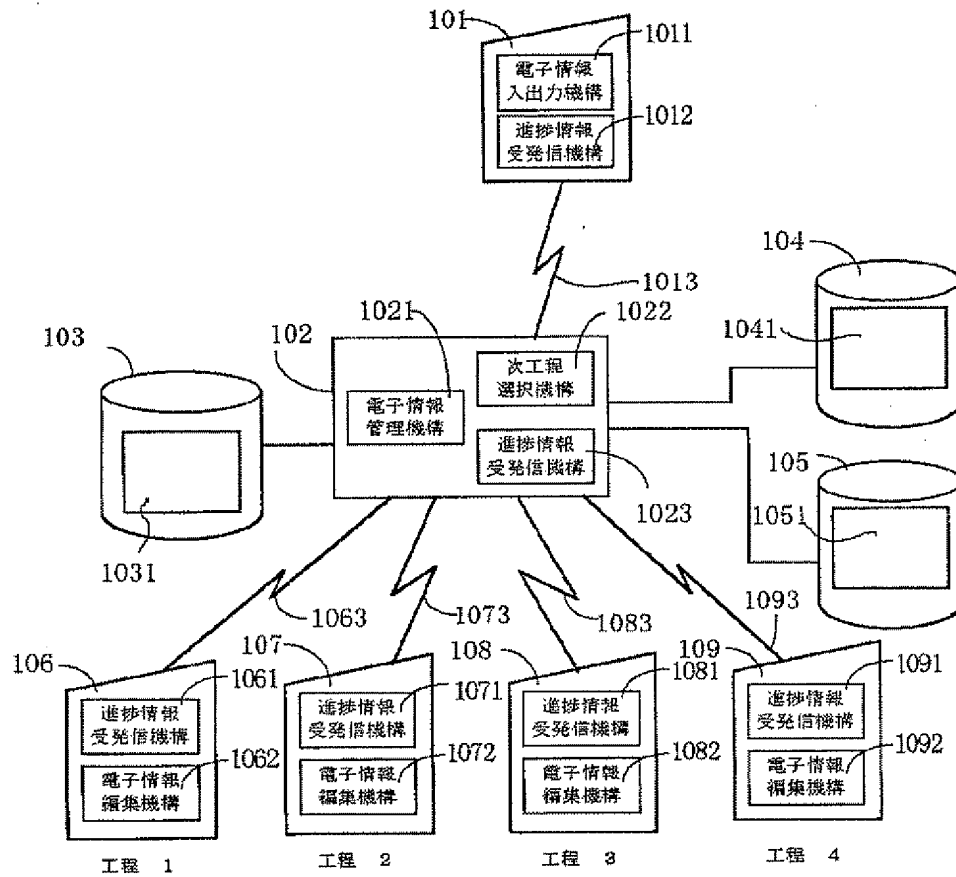 101
1011
電子情報
入出力機構
1012
進捗情報
受発信機構
1013
104
1041
103
102
1021
1022
次工程
選択機構
電子情報
管理機構
進捗情報
受発信機構
1023
105
1051
1031
1063
1073
1083
1093
106
1061
進捗情報
受発信機構
1062
電子情報
編集機構
107
1071
進捗情報
受発信機構
1072
電子情報
編集機構
108
1081
進捗情報
受発信機構
1082
電子情報
編集機構
109
1091
進捗情報
受発信機構
1092
電子情報
編集機構
工程 1
工程 2
工程 3
工程 4